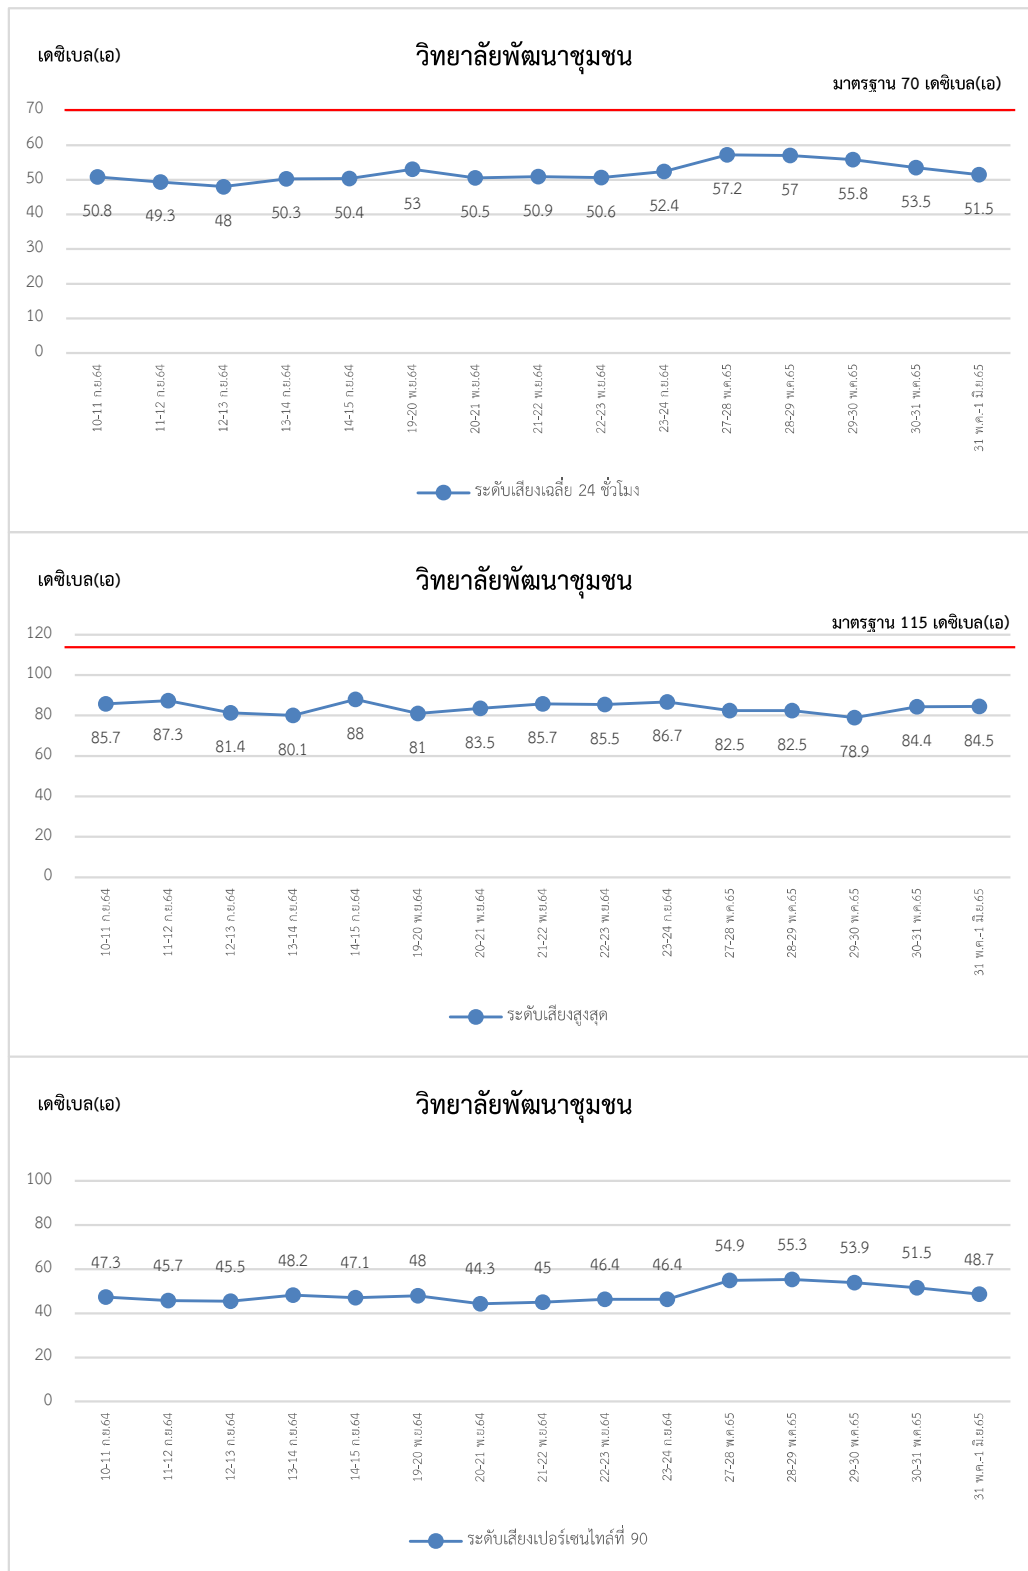 เดซิเบล(เอ)
วิทยาลัยพัฒนาชุมชน
มาตรฐาน 70 เดซิเบล(เอ)
70
60
50
40
30
20
10
0
50.8 49.3 48 50.3 50.4 53 50.5 50.9 50.6 52.4 57.2 57 55.8 53.5 51.5
10-11 ก.ย.64
11-12 ก.ย.64
12-13 ก.ย.64
13-14 ก.ย.64
14-15 ก.ย.64
19-20 พ.ย.64
20-21 พ.ย.64
21-22 พ.ย.64
22-23 พ.ย.64
23-24 ก.ย.64
27-28 พ.ค.65
28-29 พ.ค.65
29-30 พ.ค.65
30-31 พ.ค.65
31 พ.ค.-1 มิ.ย.65
ระดับเสียงเฉลี่ย 24 ชั่วโมง
เดซิเบล(เอ)
วิทยาลัยพัฒนาชุมชน
มาตรฐาน 115 เดซิเบล(เอ)
120
100
80
60
40
20
0
85.7 87.3 81.4 80.1 88 81 83.5 85.7 85.5 86.7 82.5 82.5 78.9 84.4 84.5
10-11 ก.ย.64
11-12 ก.ย.64
12-13 ก.ย.64
13-14 ก.ย.64
14-15 ก.ย.64
19-20 พ.ย.64
20-21 พ.ย.64
21-22 พ.ย.64
22-23 พ.ย.64
23-24 ก.ย.64
27-28 พ.ค.65
28-29 พ.ค.65
29-30 พ.ค.65
30-31 พ.ค.65
31 พ.ค.-1 มิ.ย.65
ระดับเสียงสูงสุด
เดซิเบล(เอ)
วิทยาลัยพัฒนาชุมชน
100
80
60
40
20
0
47.3 45.7 45.5 48.2 47.1 48 44.3 45 46.4 46.4 54.9 55.3 53.9 51.5 48.7
10-11 ก.ย.64
11-12 ก.ย.64
12-13 ก.ย.64
13-14 ก.ย.64
14-15 ก.ย.64
19-20 พ.ย.64
20-21 พ.ย.64
21-22 พ.ย.64
22-23 พ.ย.64
23-24 ก.ย.64
27-28 พ.ค.65
28-29 พ.ค.65
29-30 พ.ค.65
30-31 พ.ค.65
31 พ.ค.-1 มิ.ย.65
ระดับเสียงเปอร์เซนไทล์ที่ 90